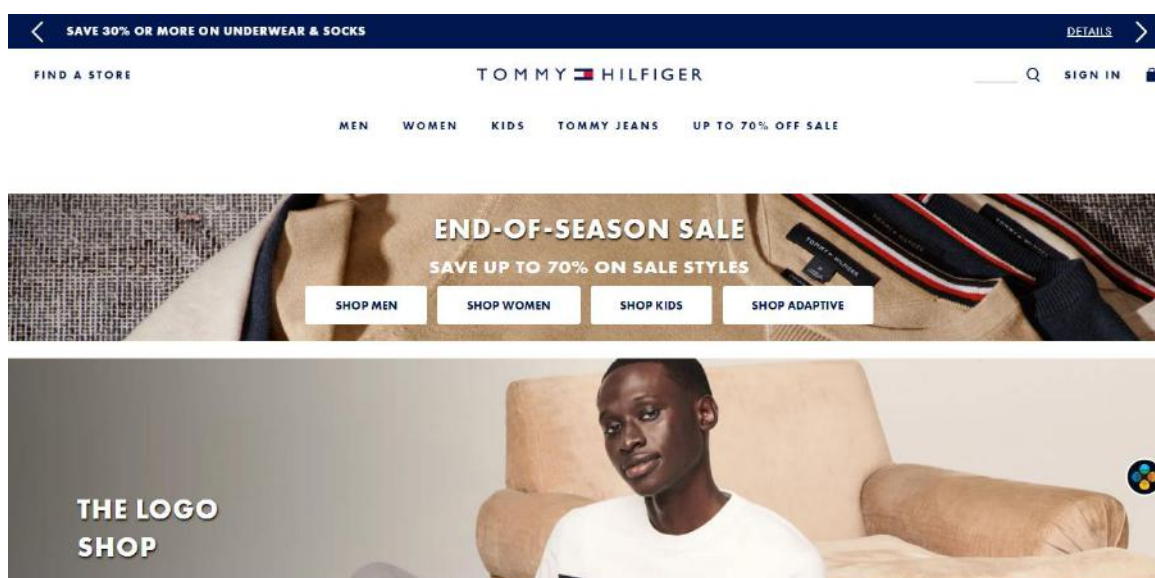 SAVE 30% OR MORE ON UNDERWEAR & SOCKS DETAILS
FIND A STORE TOMMY HILFIGER SIGN IN
MEN WOMEN KIDS TOMMY JEANS UP TO 70% OFF SALE
END-OF-SEASON SALE
SAVE UP TO 70% ON SALE STYLES
SHOP MEN SHOP WOMEN SHOP KIDS SHOP ADAPTIVE
TOMMY HILFIGER
THE LOGO
SHOP